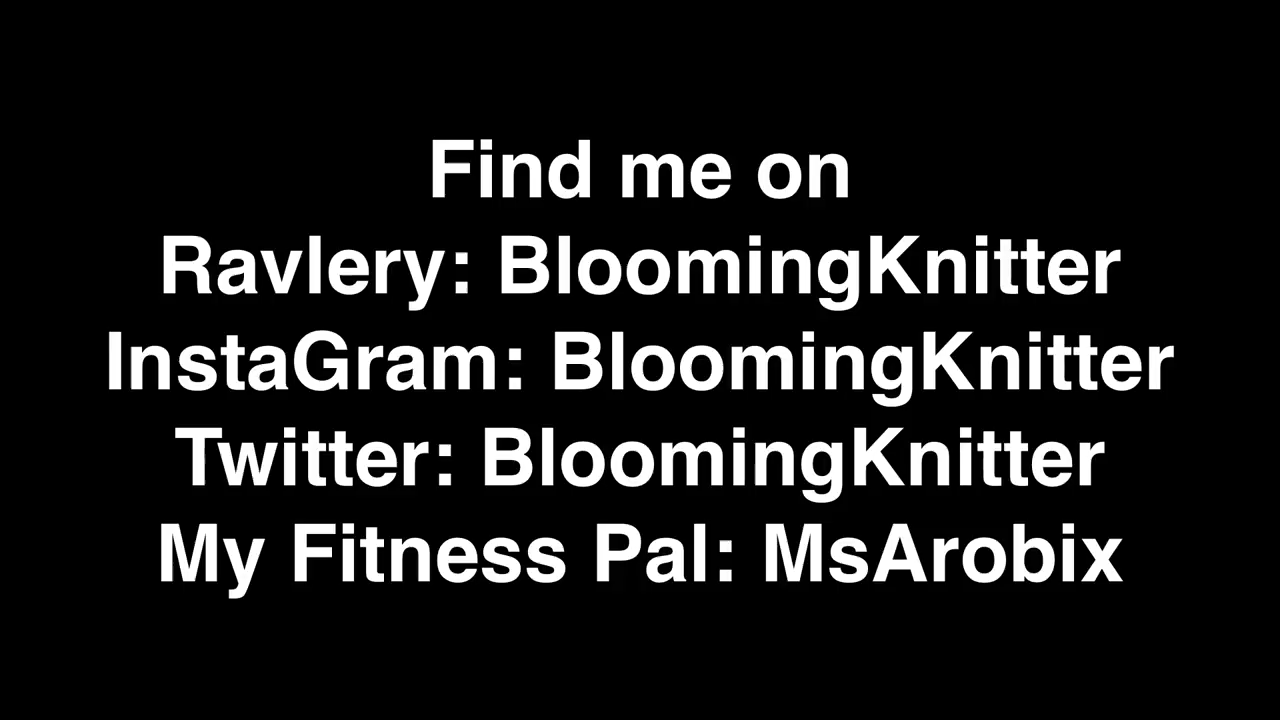 Find me on
Ravlery: BloomingKnitter
InstaGram: BloomingKnitter
Twitter: BloomingKnitter
My Fitness Pal: MsArobix